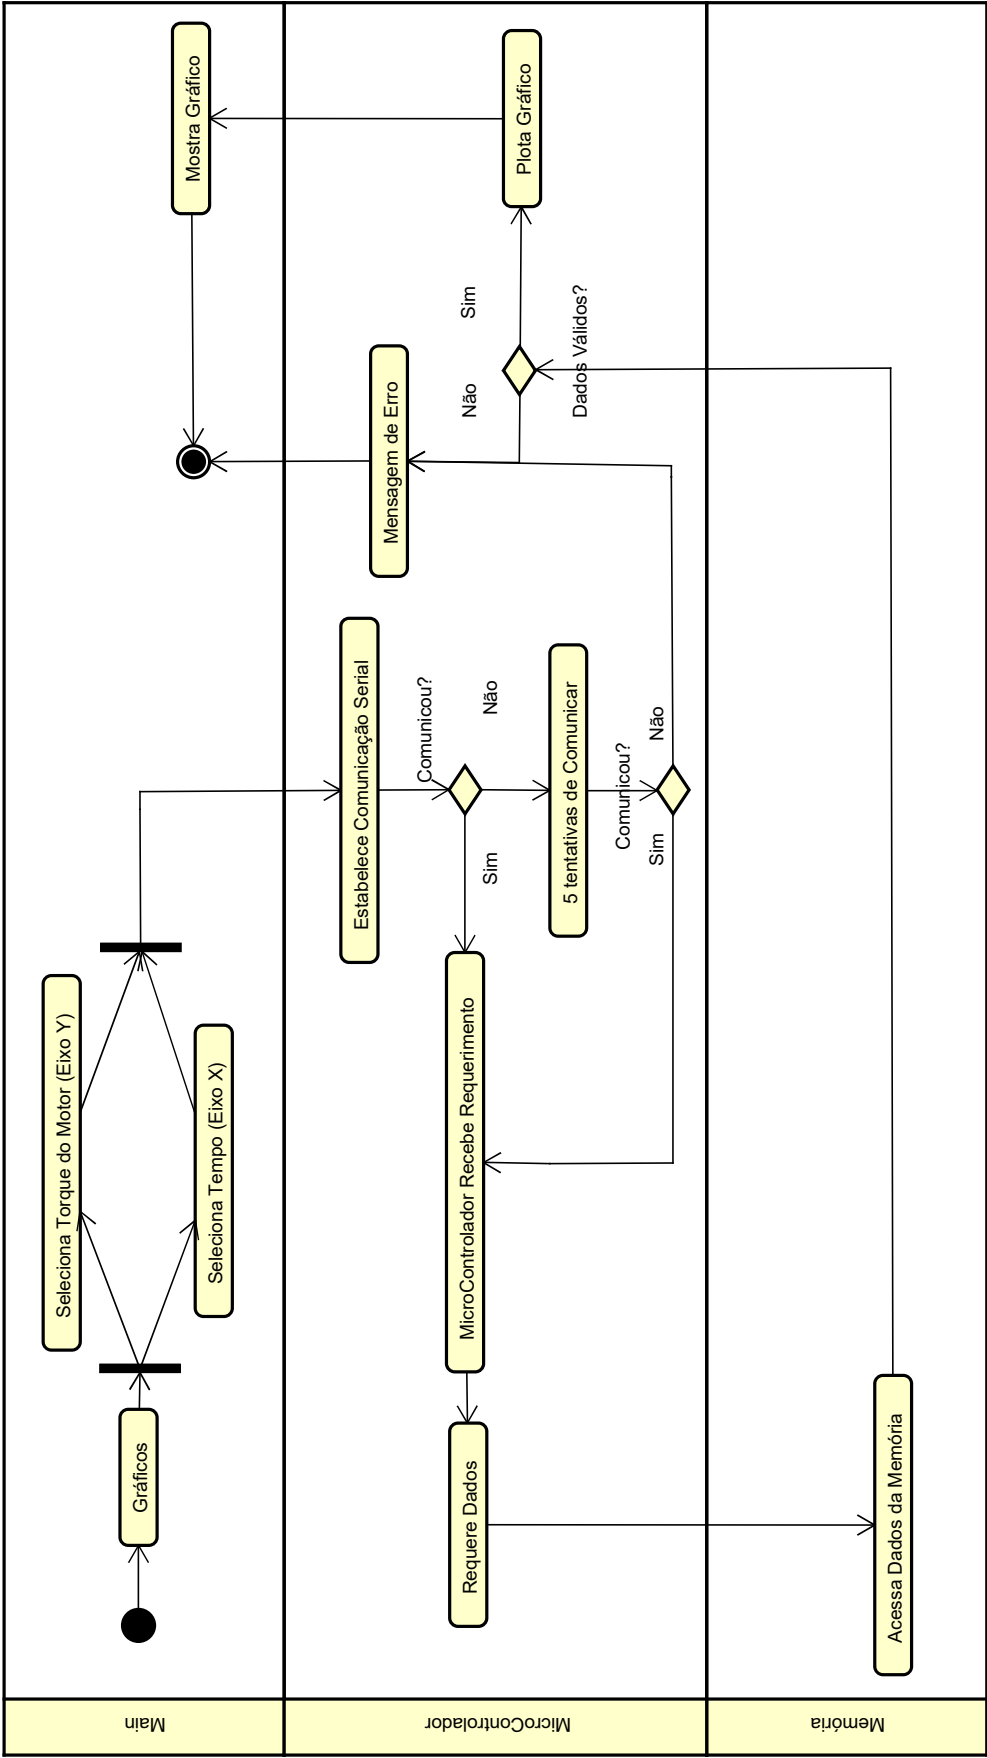 Main
Gráficos
Seleciona Torque do Motor (Eixo Y)
Seleciona Tempo (Eixo X)
Mostra Gráfico
MicroControlador
Estabelece Comunicação Serial
Comunicou?
Sim
Não
5 tentativas de Comunicar
Comunicou?
Sim
Não
MicroControlador Recebe Requerimento
Requere Dados
Mensagem de Erro
Não
Sim
Dados Válidos?
Plota Gráfico
Memória
Acessa Dados da Memória